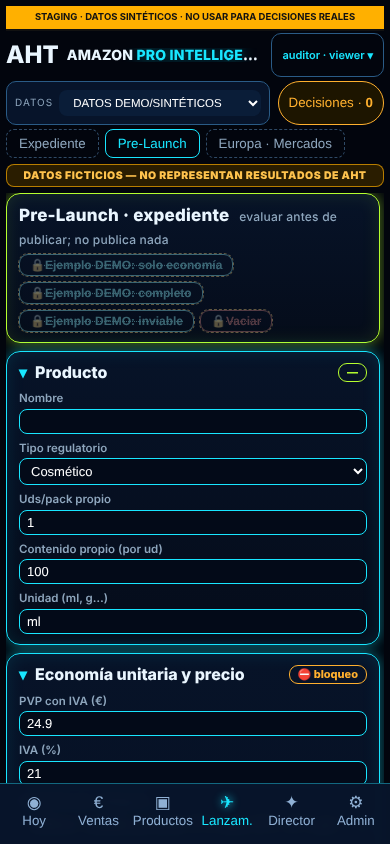 STAGING · DATOS SINTÉTICOS · NO USAR PARA DECISIONES REALES
AHT AMAZON PRO INTELLIGE... auditor · viewer ▾
DATOS DATOS DEMO/SINTÉTICOS Decisiones · 0
Expediente Pre-Launch Europa · Mercados
DATOS FICTICIOS — NO REPRESENTAN RESULTADOS DE AHT
Pre-Launch · expediente evaluar antes de
publicar; no publica nada
🔒Ejemplo DEMO: solo economía
🔒Ejemplo DEMO: completo
🔒Ejemplo DEMO: inviable 🔒Vaciar
▾ Producto —
Nombre
Tipo regulatorio
Cosmético
Uds/pack propio
1
Contenido propio (por ud)
100
Unidad (ml, g...)
ml
▾ Economía unitaria y precio ⛔ bloqueo
PVP con IVA (€)
24.9
IVA (%)
21
Hoy € Ventas Productos Lanzam. Director Admin